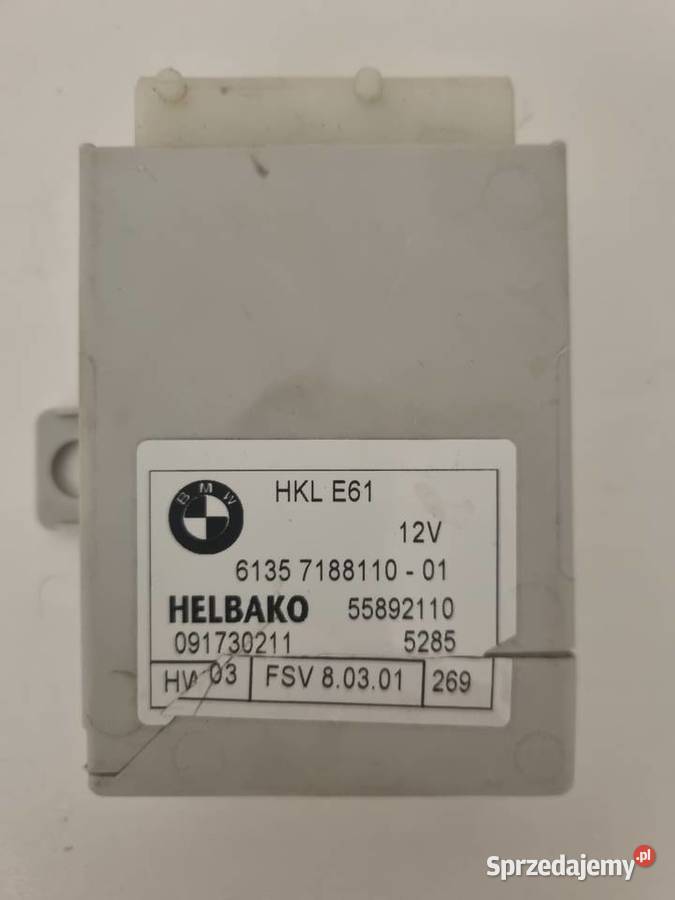 BMW
HKL E61
12V
6135 7188110 - 01
HELBAKO 55892110
091730211 5285
HW 03 FSV 8.03.01 269
Sprzedajemy.pl